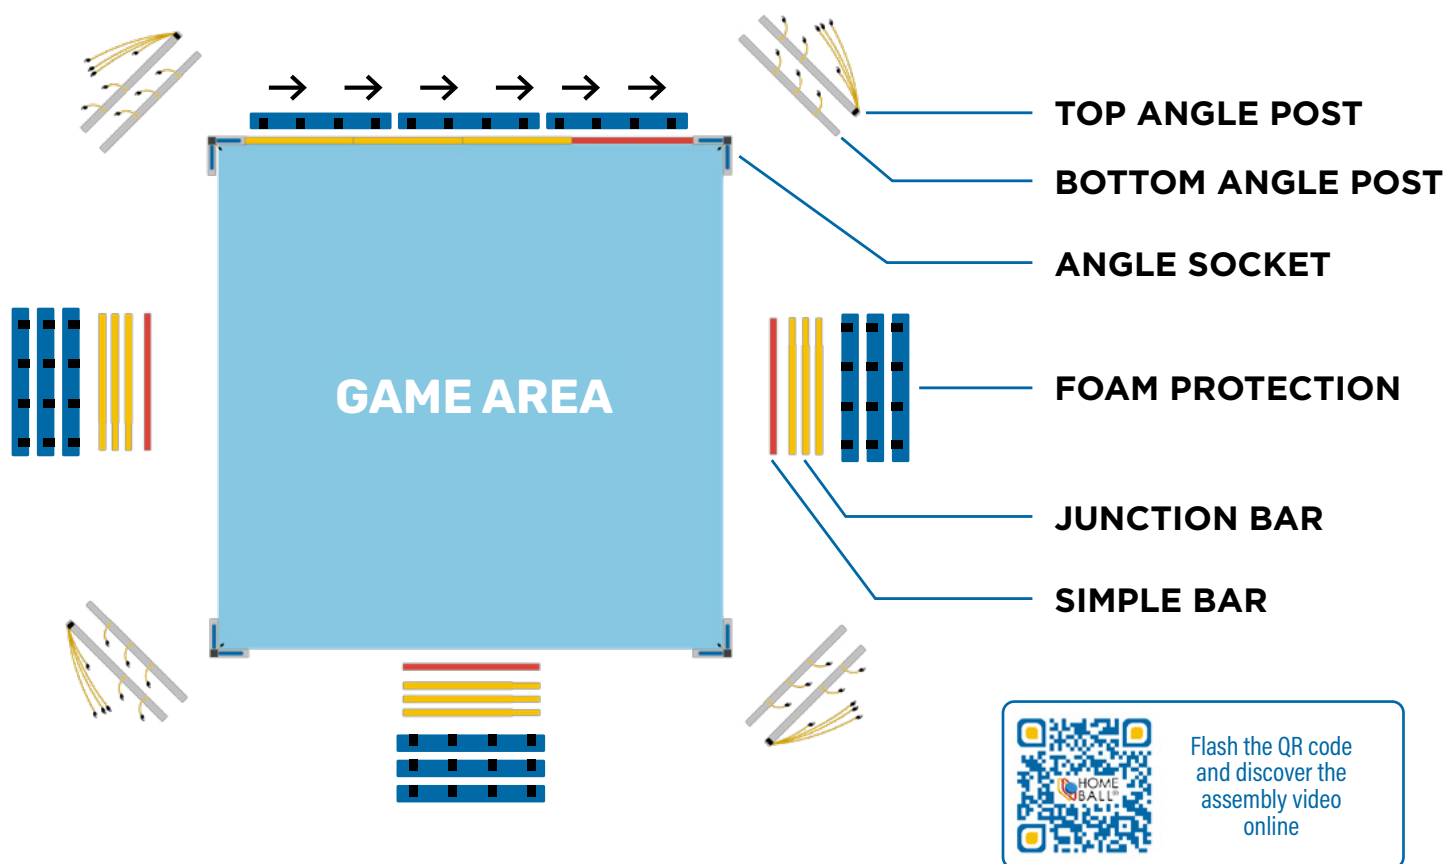 TOP ANGLE POST
BOTTOM ANGLE POST
ANGLE SOCKET
GAME AREA
FOAM PROTECTION
JUNCTION BAR
SIMPLE BAR
HOME
BALL
Flash the QR code
and discover the
assembly video
online